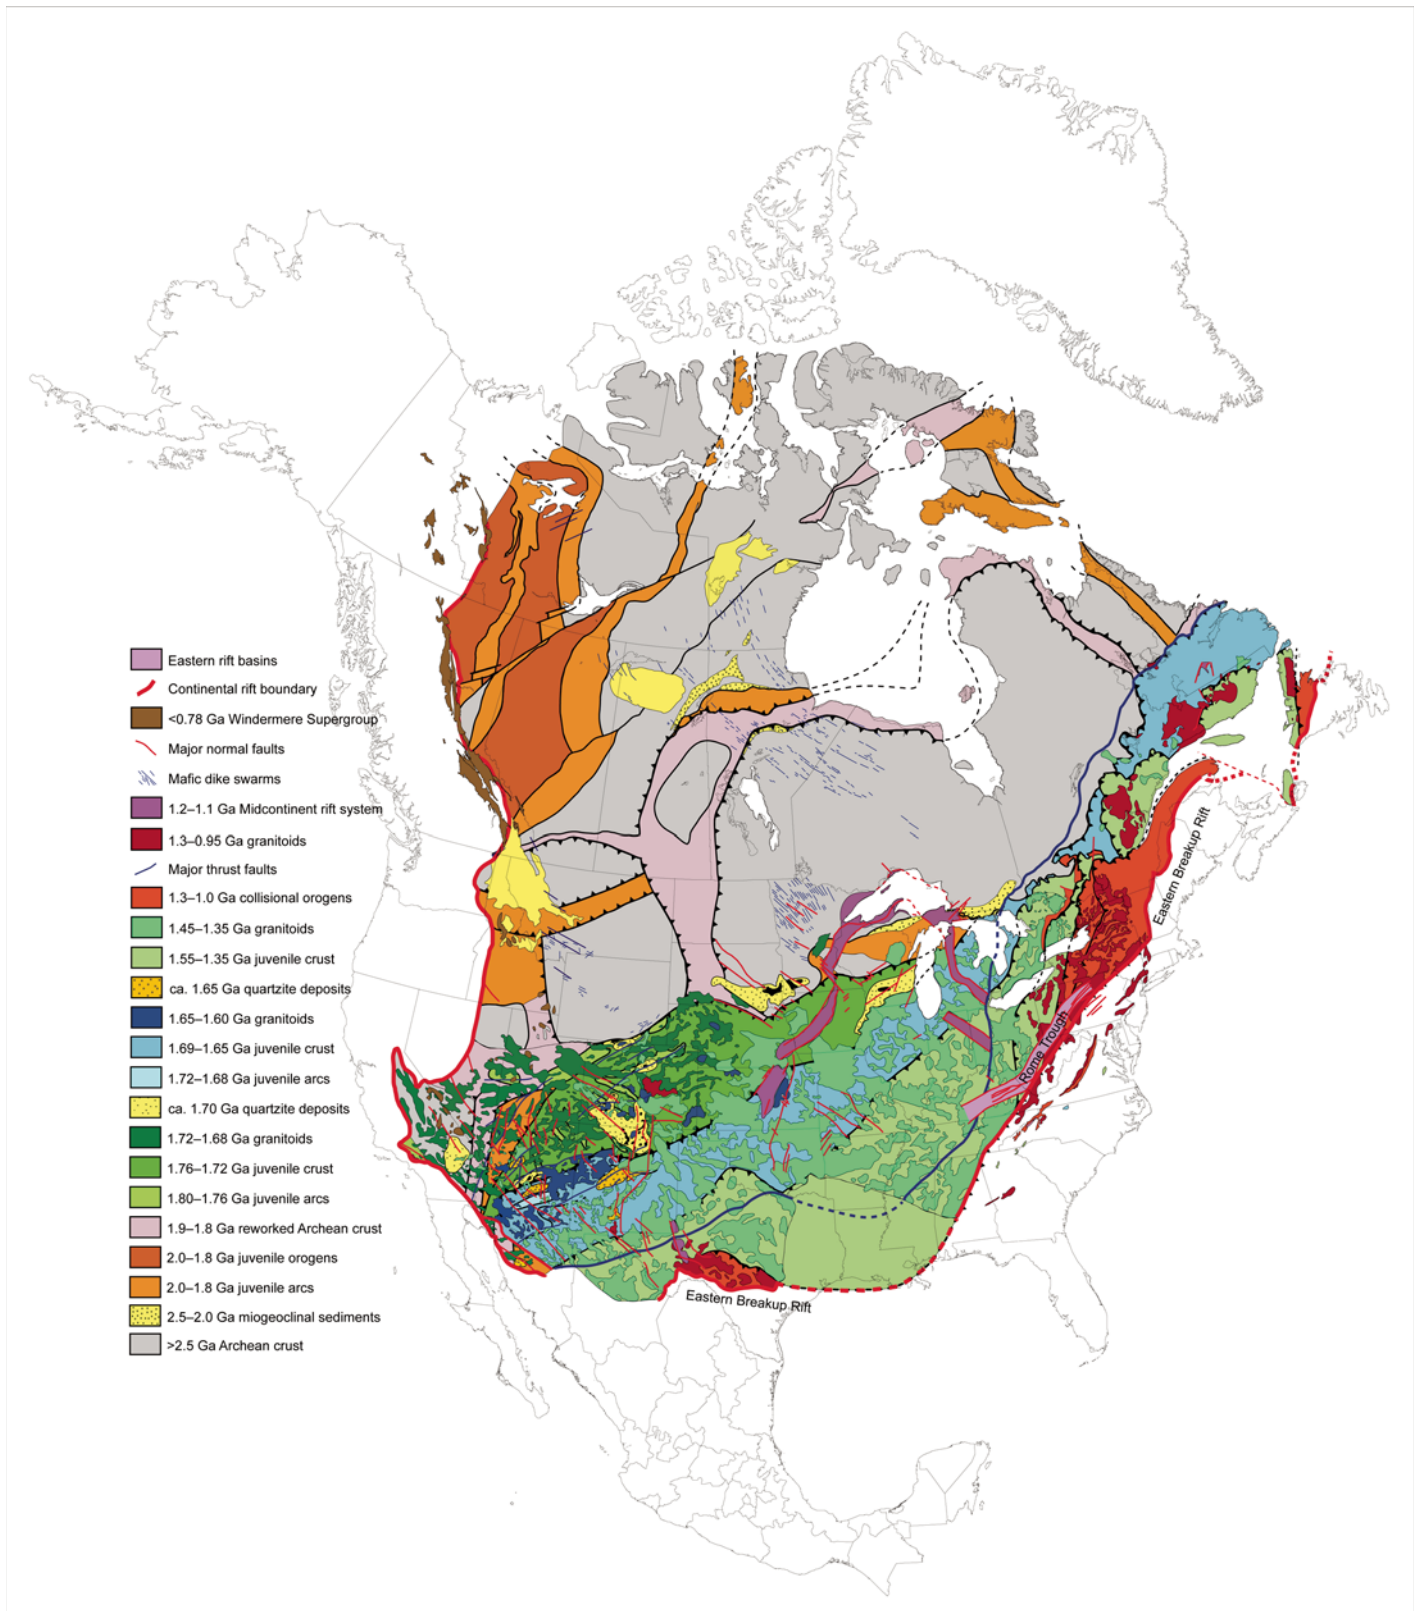 Eastern rift basins
Continental rift boundary
<0.78 Ga Windermere Supergroup
Major normal faults
Mafic dike swarms
1.2–1.1 Ga Midcontinent rift system
1.3–0.95 Ga granitoids
Major thrust faults
1.3–1.0 Ga collisional orogens
1.45–1.35 Ga granitoids
1.55–1.35 Ga juvenile crust
ca. 1.65 Ga quartzite deposits
1.65–1.60 Ga granitoids
1.69–1.65 Ga juvenile crust
1.72–1.68 Ga juvenile arcs
ca. 1.70 Ga quartzite deposits
1.72–1.68 Ga granitoids
1.76–1.72 Ga juvenile crust
1.80–1.76 Ga juvenile arcs
1.9–1.8 Ga reworked Archean crust
2.0–1.8 Ga juvenile orogens
2.0–1.8 Ga juvenile arcs
2.5–2.0 Ga miogeoclinal sediments
>2.5 Ga Archean crust
Eastern Breakup Rift
Rome Trough
Eastern Breakup Rift